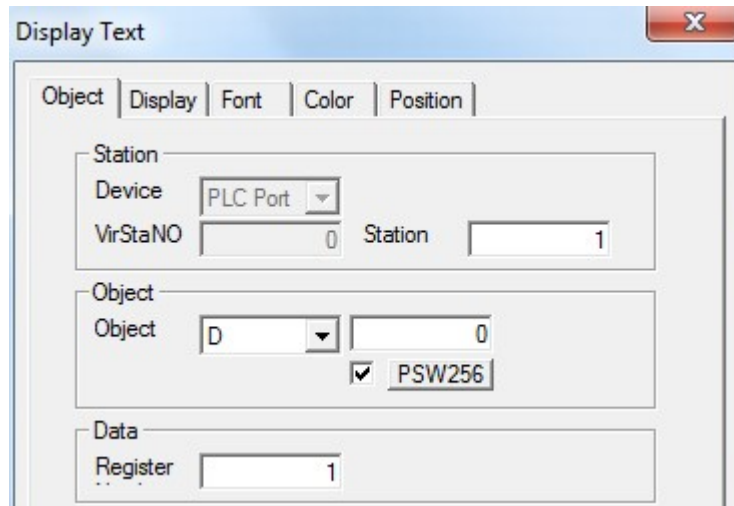 Display Text
Object Display Font Color Position
Station
Device PLC Port
VirStaNO 0 Station 1
Object
Object D 0
PSW256
Data
Register 1